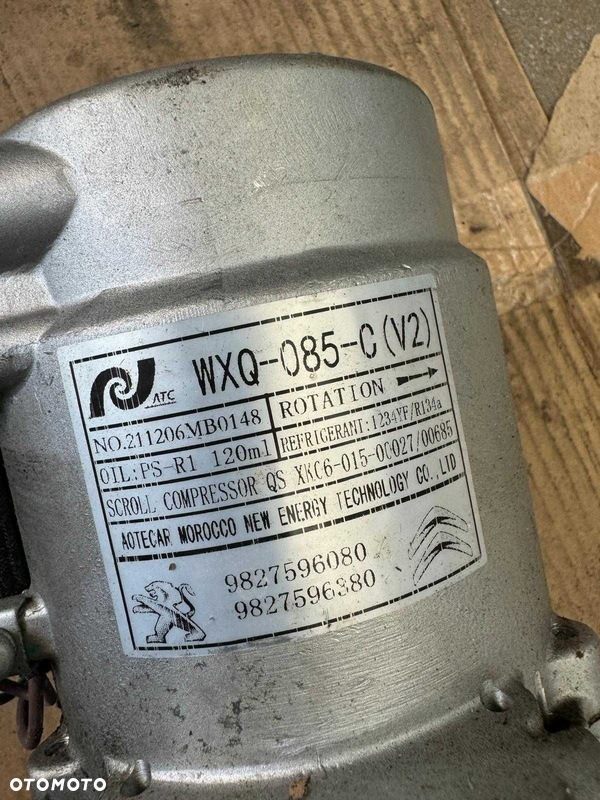 WXQ-085-C(V2)
ATC
NO.211206MB0148
ROTATION
OIL:PS-R1 120ml
REFRIGERANT:1234YF/R134a
SCROLL COMPRESSOR QS XKC6-015-00027/00685
AOTECAR MOROCCO NEW ENERGY TECHNOLOGY CO.,LTD
9827596080
9827596380
OTOMOTO